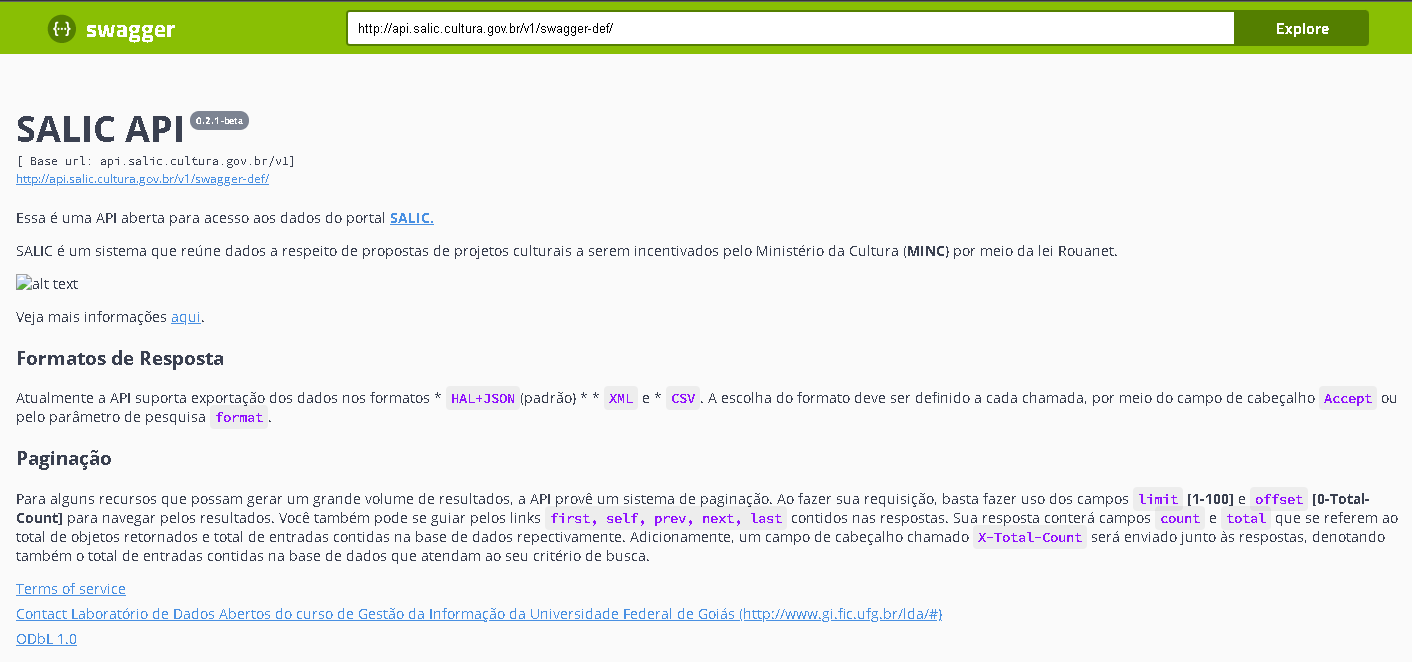 swagger
http://api.salic.cultura.gov.br/v1/swagger-def/
Explore
SALIC API 0.2.1-beta
[ Base url: api.salic.cultura.gov.br/v1]
http://api.salic.cultura.gov.br/v1/swagger-def/
Essa é uma API aberta para acesso aos dados do portal SALIC.
SALIC é um sistema que reúne dados a respeito de propostas de projetos culturais a serem incentivados pelo Ministério da Cultura (MINC) por meio da lei Rouanet.
alt text
Veja mais informações aqui.
Formatos de Resposta
Atualmente a API suporta exportação dos dados nos formatos * HAL+JSON (padrão) * * XML e * CSV . A escolha do formato deve ser definido a cada chamada, por meio do campo de cabeçalho Accept ou
pelo parâmetro de pesquisa format.
Paginação
Para alguns recursos que possam gerar um grande volume de resultados, a API provê um sistema de paginação. Ao fazer sua requisição, basta fazer uso dos campos limit [1-100] e offset [0-Total-
Count] para navegar pelos resultados. Você também pode se guiar pelos links first, self, prev, next, last contidos nas respostas. Sua resposta conterá campos count e total que se referem ao
total de objetos retornados e total de entradas contidas na base de dados repectivamente. Adicionamente, um campo de cabeçalho chamado X-Total-Count será enviado junto às respostas, denotando
também o total de entradas contidas na base de dados que atendam ao seu critério de busca.
Terms of service
Contact Laboratório de Dados Abertos do curso de Gestão da Informação da Universidade Federal de Goiás (http://www.gi.fic.ufg.br/lda/#)
ODbL 1.0